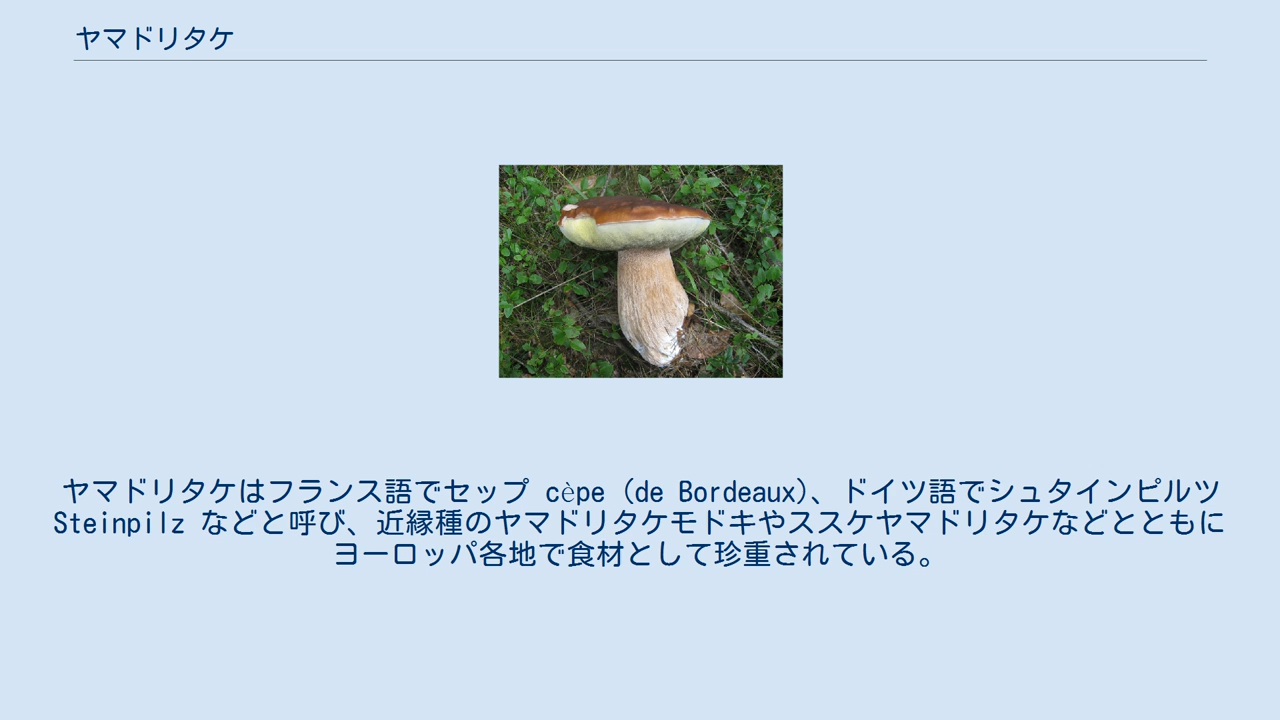 ヤマドリタケ
ヤマドリタケはフランス語でセップ cèpe (de Bordeaux)、ドイツ語でシュタインピルツ
Steinpilz などと呼び、近縁種のヤマドリタケモドキやススケヤマドリタケなどとともに
ヨーロッパ各地で食材として珍重されている。